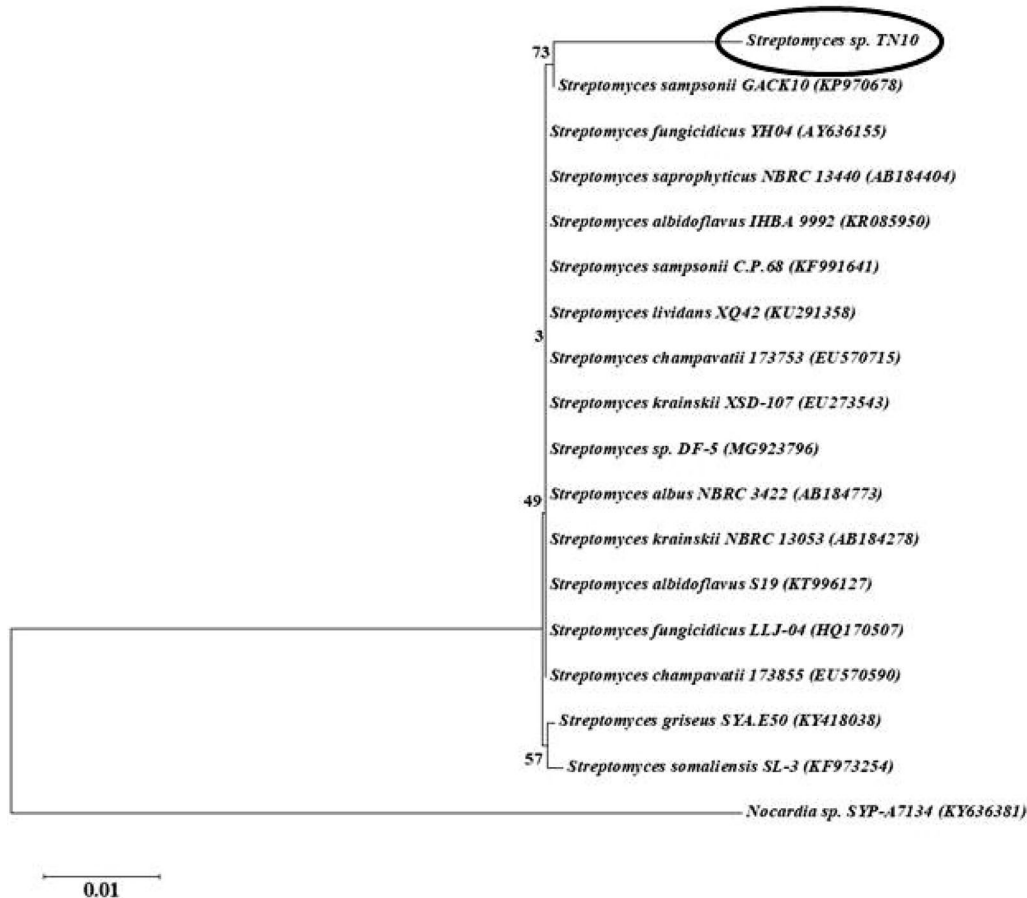 Streptomyces sp. TN10
73
Streptomyces sampsonii GACK10 (KP970678)
Streptomyces fungicidicus YH04 (AY636155)
Streptomyces saprophyticus NBRC 13440 (AB184404)
Streptomyces albidoflavus IHBA 9992 (KR085950)
Streptomyces sampsonii C.P.68 (KF991641)
Streptomyces lividans XQ42 (KU291358)
3
Streptomyces champavatii 173753 (EU570715)
Streptomyces krainskii XSD-107 (EU273543)
Streptomyces sp. DF-5 (MG923796)
Streptomyces albus NBRC 3422 (AB184773)
49
Streptomyces krainskii NBRC 13053 (AB184278)
Streptomyces albidoflavus S19 (KT996127)
Streptomyces fungicidicus LLJ-04 (HQ170507)
Streptomyces champavatii 173855 (EU570590)
Streptomyces griseus SYA.E50 (KY418038)
57
Streptomyces somaliensis SL-3 (KF973254)
Nocardia sp. SYP-A7134 (KY636381)
0.01